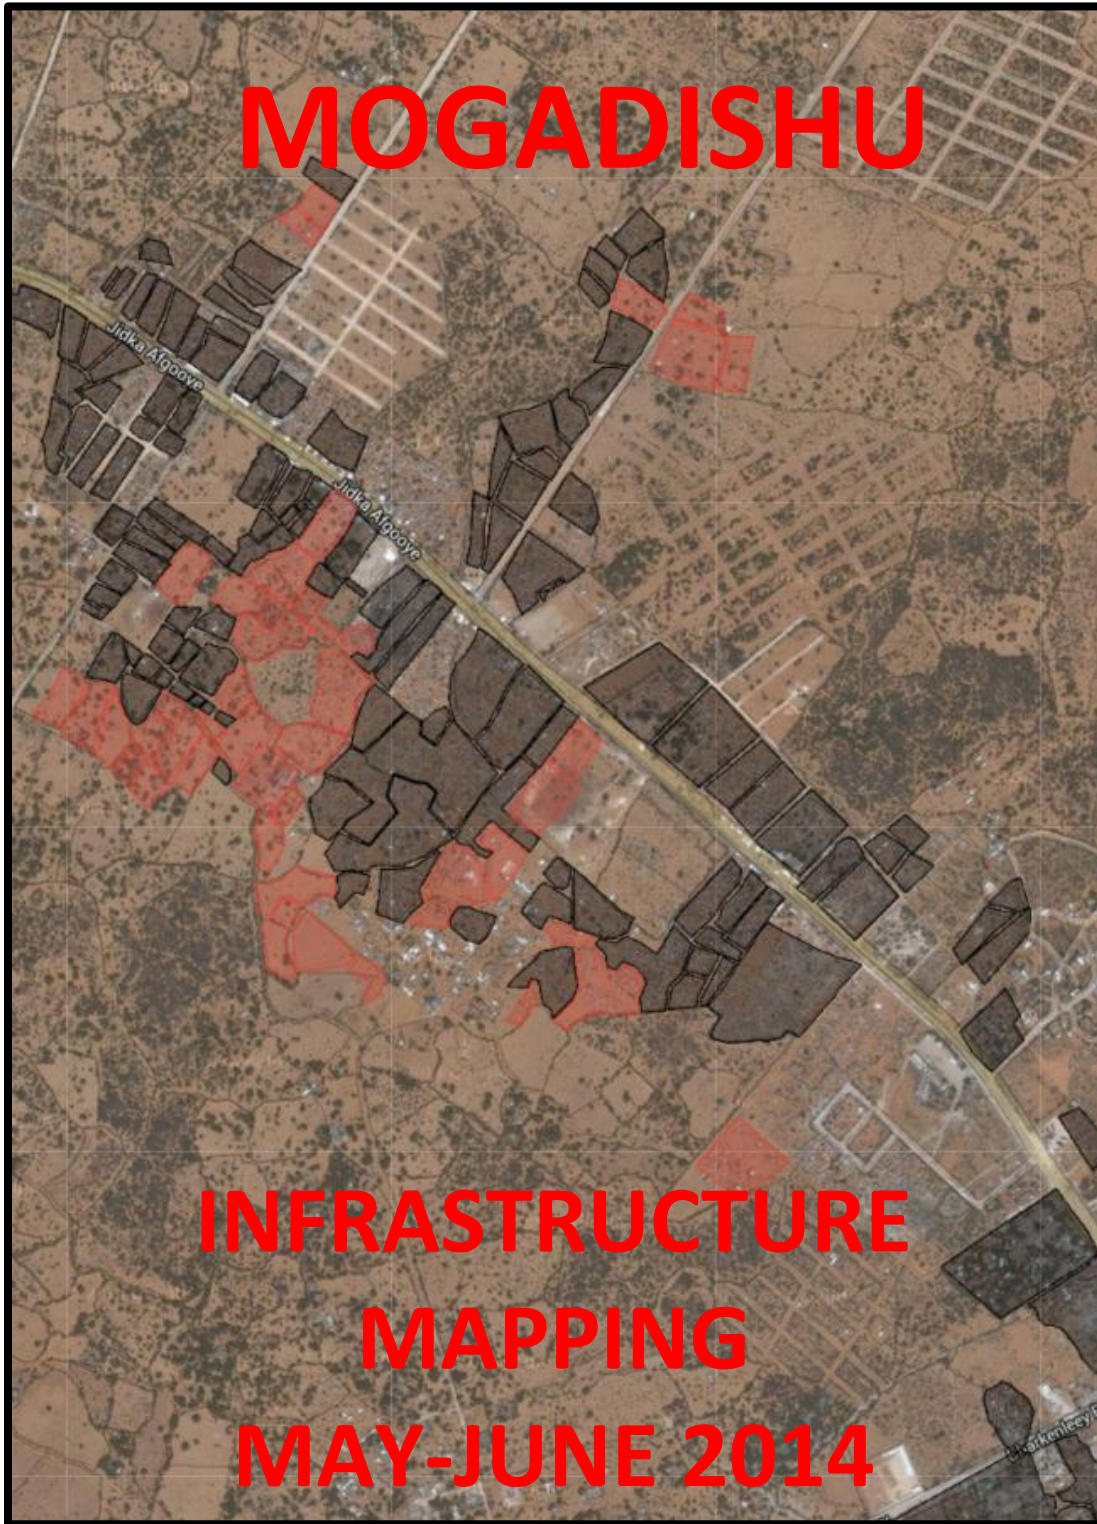 MOGADISHU
Jidka Afgooye
Jidka Afgooye
INFRASTRUCTURE
MAPPING
MAY-JUNE 2014